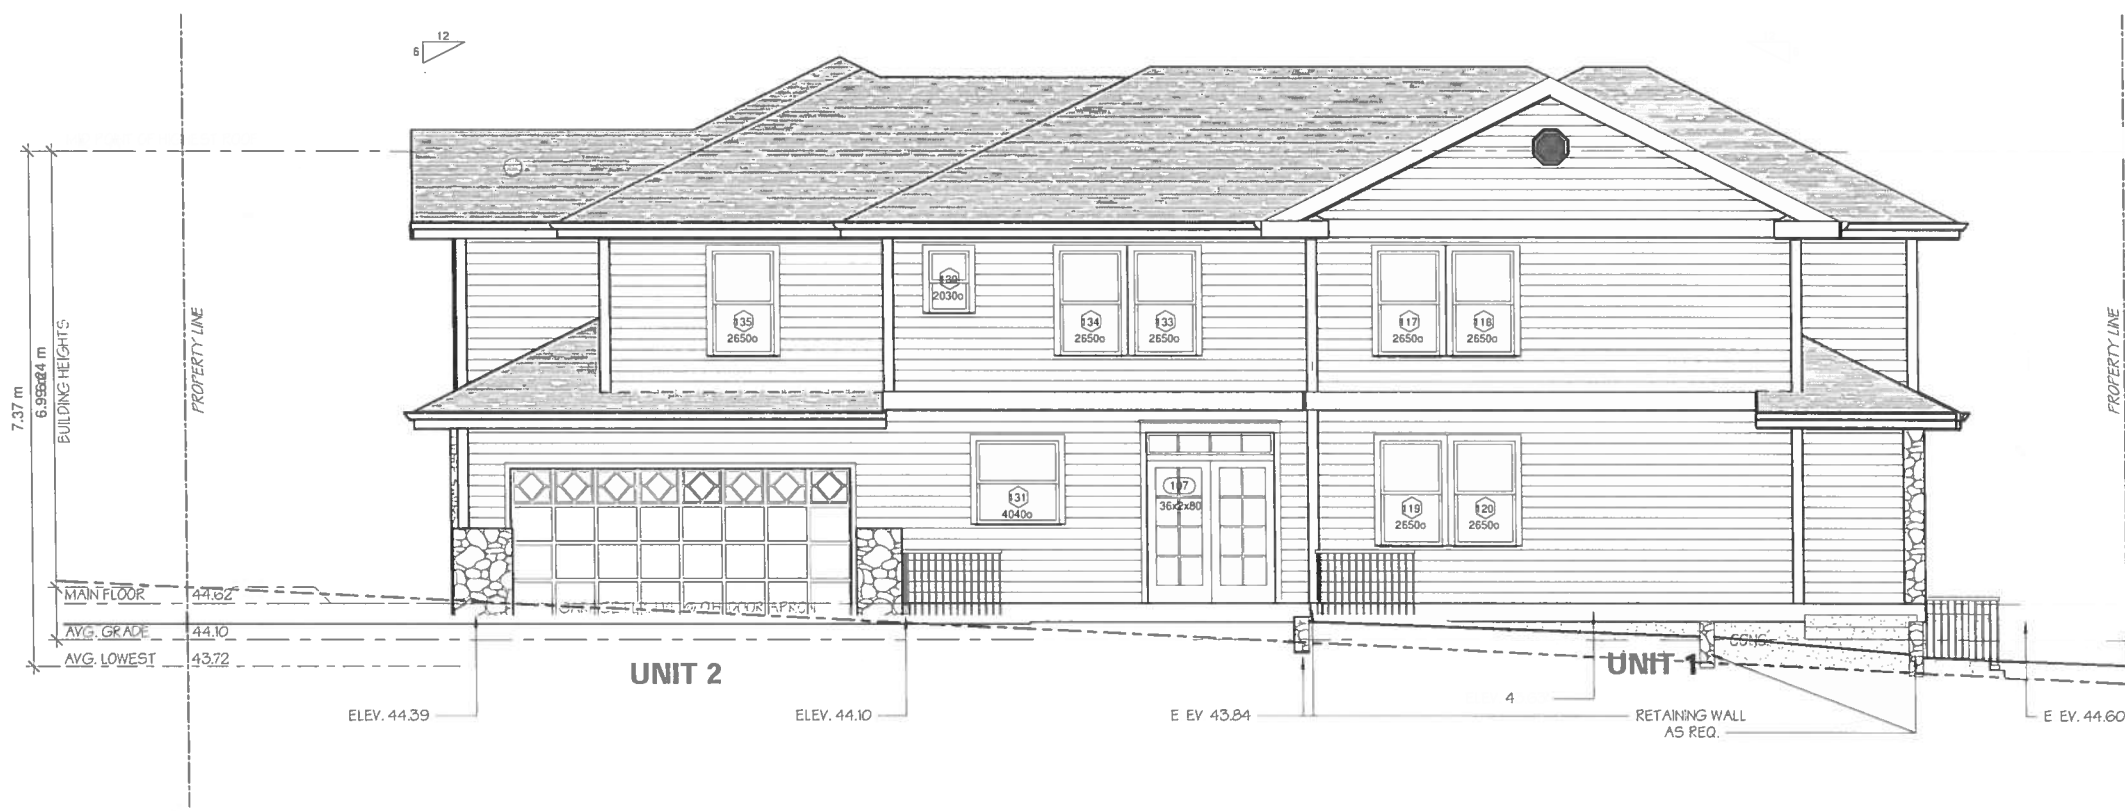 12
6
7.37 m
BUILDING HEIGHTS
PROPERTY LINE
PROPERTY LINE
135
2650o
130
2030o
134
2650o
133
2650o
117
2650o
118
2650o
131
4040o
107
36x2x80
119
2650o
120
2650o
MAIN FLOOR 44.62
AVG. GRADE 44.10
AVG. LOWEST 43.72
DOOR APRON
CONC.
UNIT 2
UNIT 1
4
ELEV. 44.39
ELEV. 44.10
E EV 43.84
RETAINING WALL
AS REQ.
E EV. 44.60